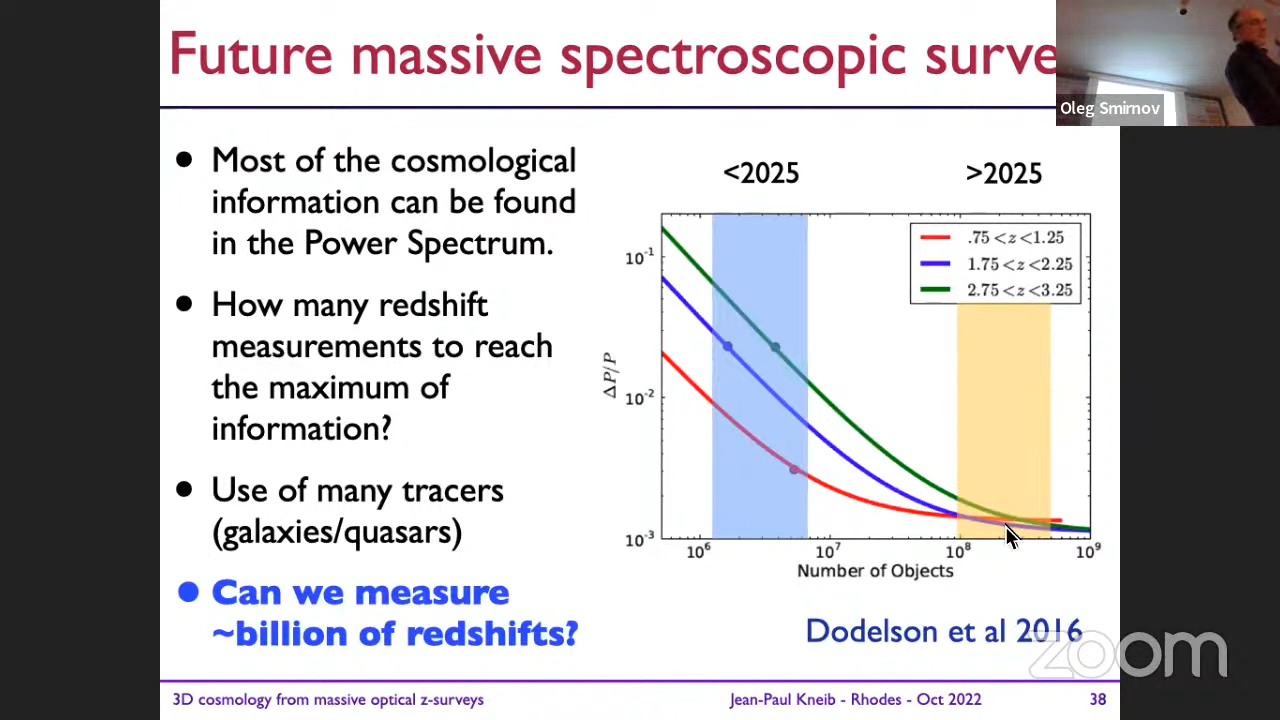 Future massive spectroscopic surve
Oleg Smirnov
• Most of the cosmological
information can be found
in the Power Spectrum.
• How many redshift
measurements to reach
the maximum of
information?
• Use of many tracers
(galaxies/quasars)
• Can we measure
~billion of redshifts?
<2025
>2025
.75 < z < 1.25
1.75 < z < 2.25
2.75 < z < 3.25
10⁻¹
10⁻²
10⁻³
ΔP/P
10⁶ 10⁷ 10⁸ 10⁹
Number of Objects
Dodelson et al 2016
zoom
3D cosmology from massive optical z-surveys
Jean-Paul Kneib - Rhodes - Oct 2022
38